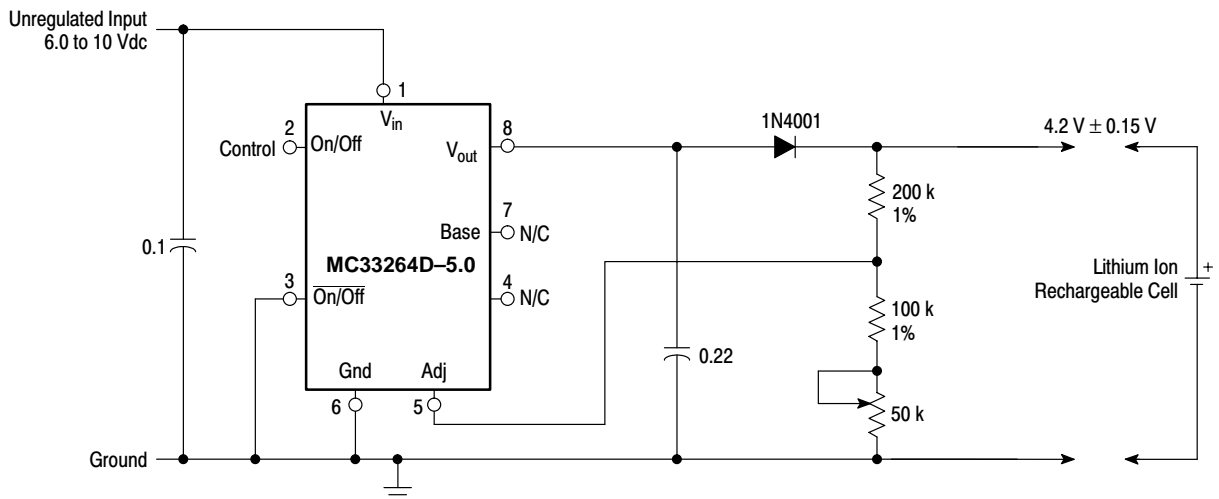 Unregulated Input
6.0 to 10 Vdc
1
Vin
2
Control
On/Off
8
Vout
1N4001
4.2 V ± 0.15 V
200 k
1%
7
Base
N/C
0.1
MC33264D–5.0
3
On/Off
4
N/C
Lithium Ion
Rechargeable Cell
+
100 k
1%
0.22
Gnd
Adj
6
5
50 k
Ground